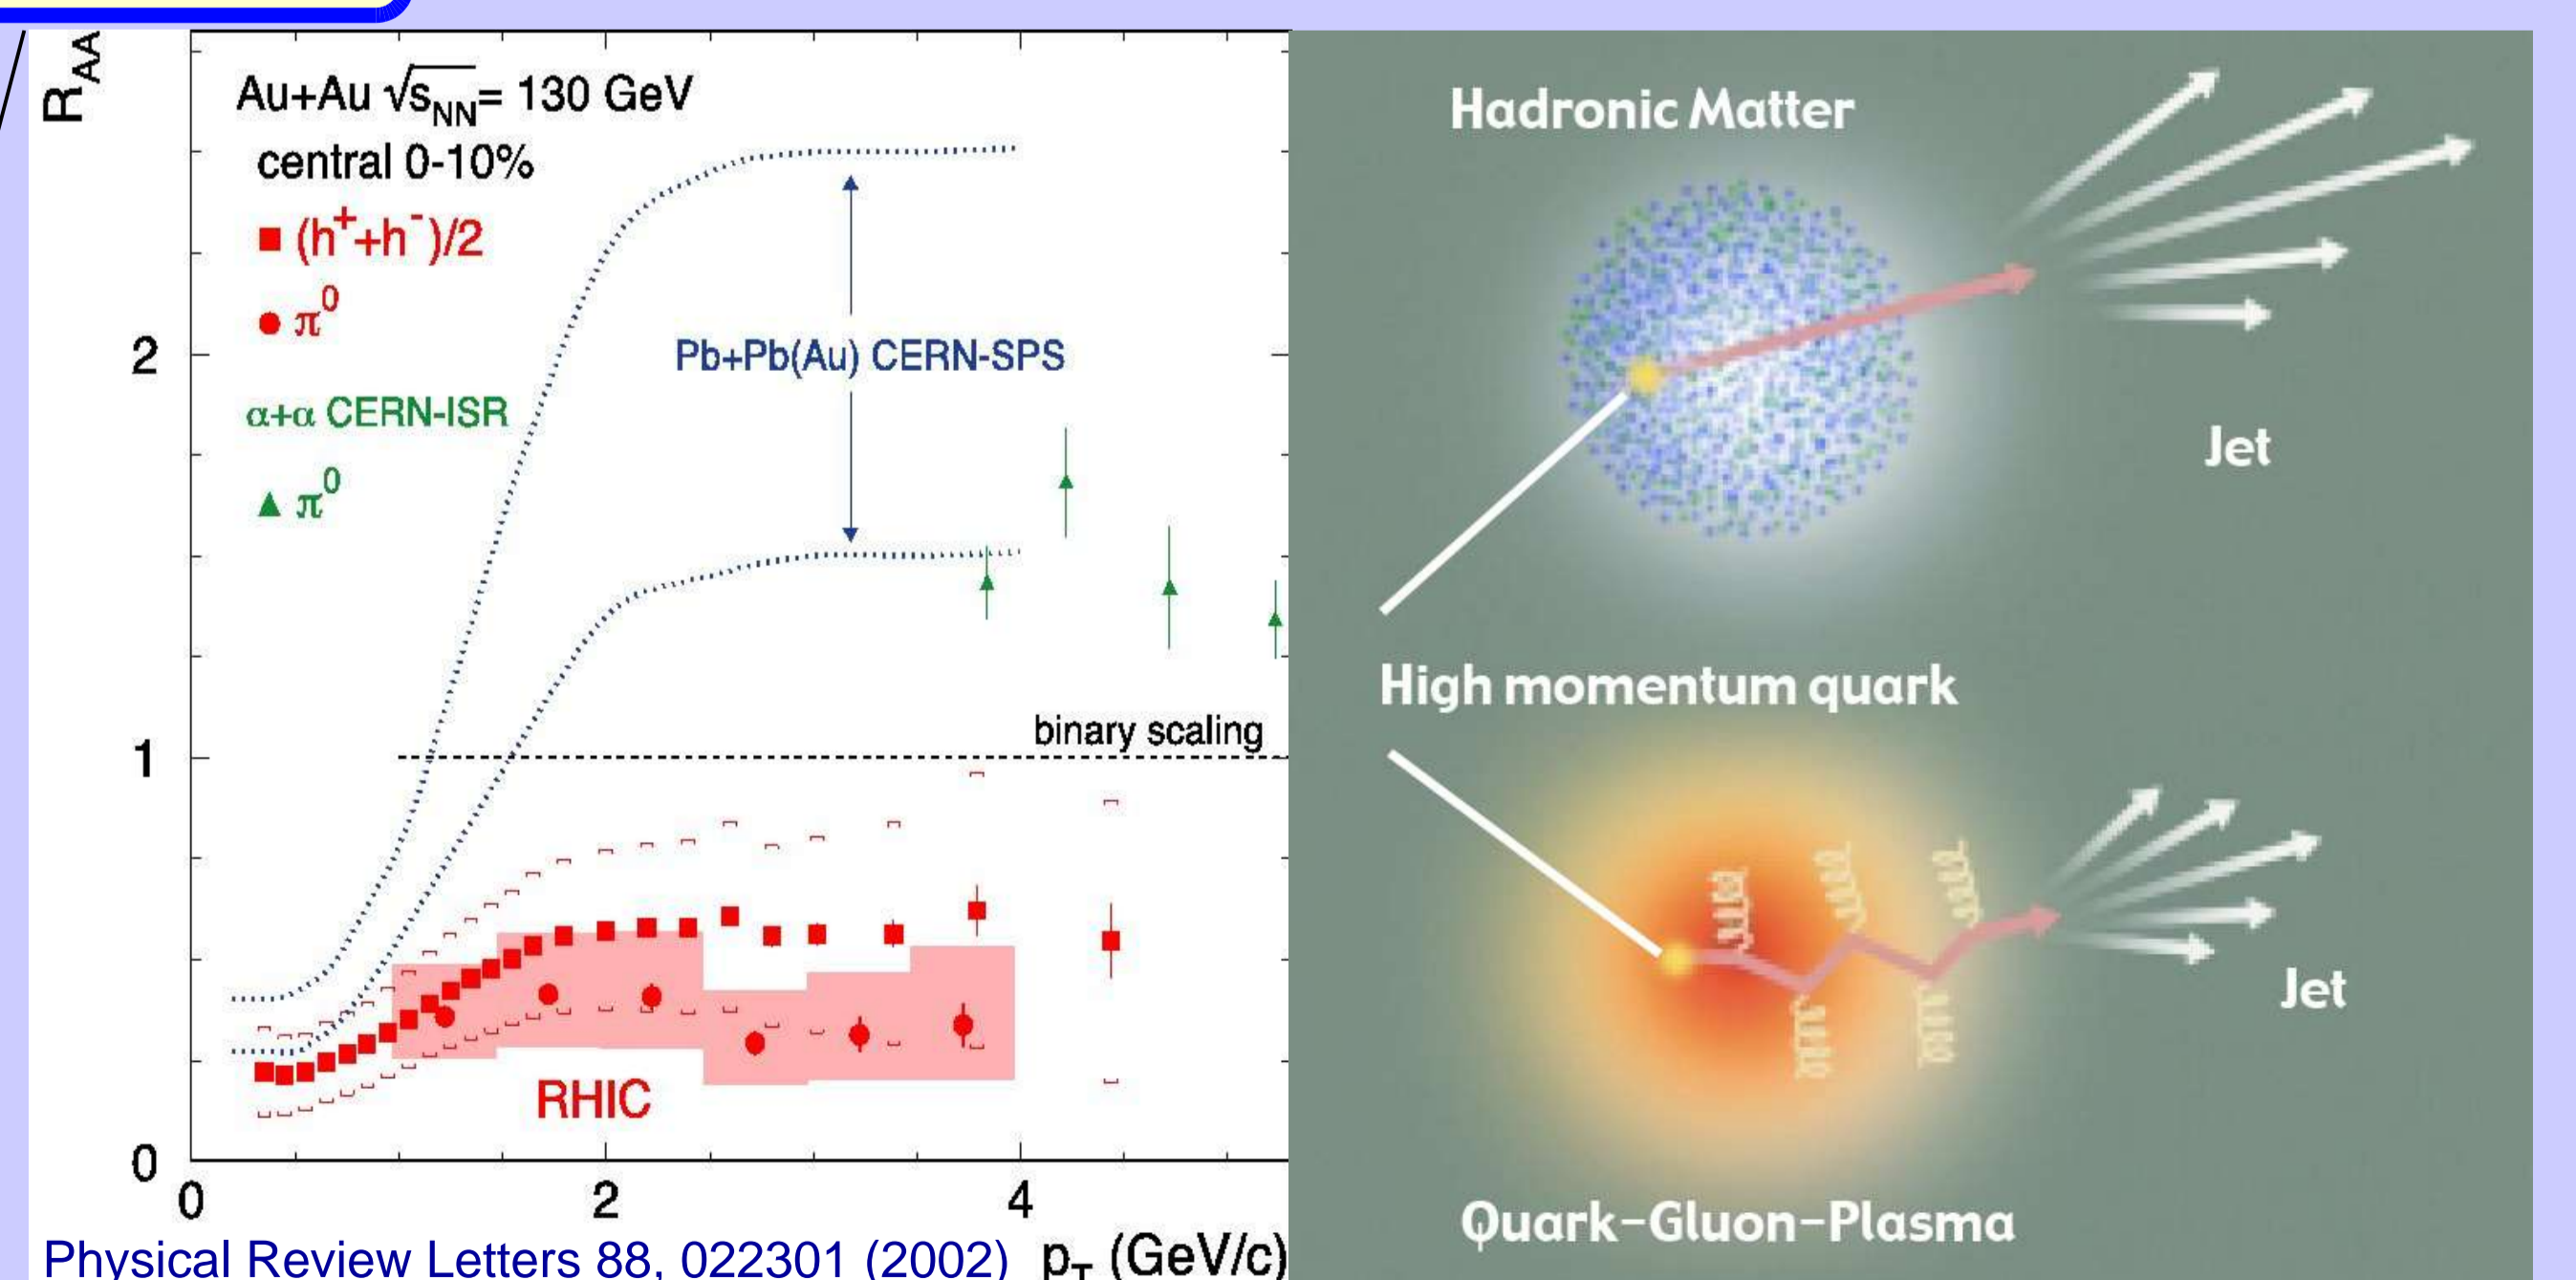 R_AA
Au+Au √s_NN= 130 GeV
central 0-10%
(h⁺+h⁻)/2
π⁰
α+α CERN-ISR
π⁰
Pb+Pb(Au) CERN-SPS
binary scaling
RHIC
2
1
0
0 2 4
p_T (GeV/c)
Physical Review Letters 88, 022301 (2002)
Hadronic Matter
Jet
High momentum quark
Jet
Quark-Gluon-Plasma